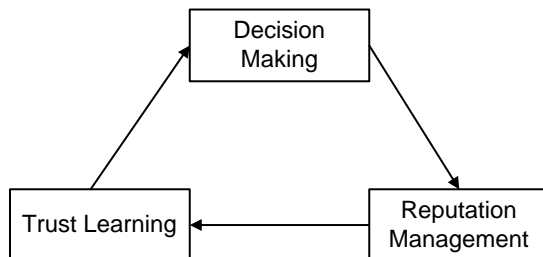 Decision
Making
Trust Learning
Reputation
Management